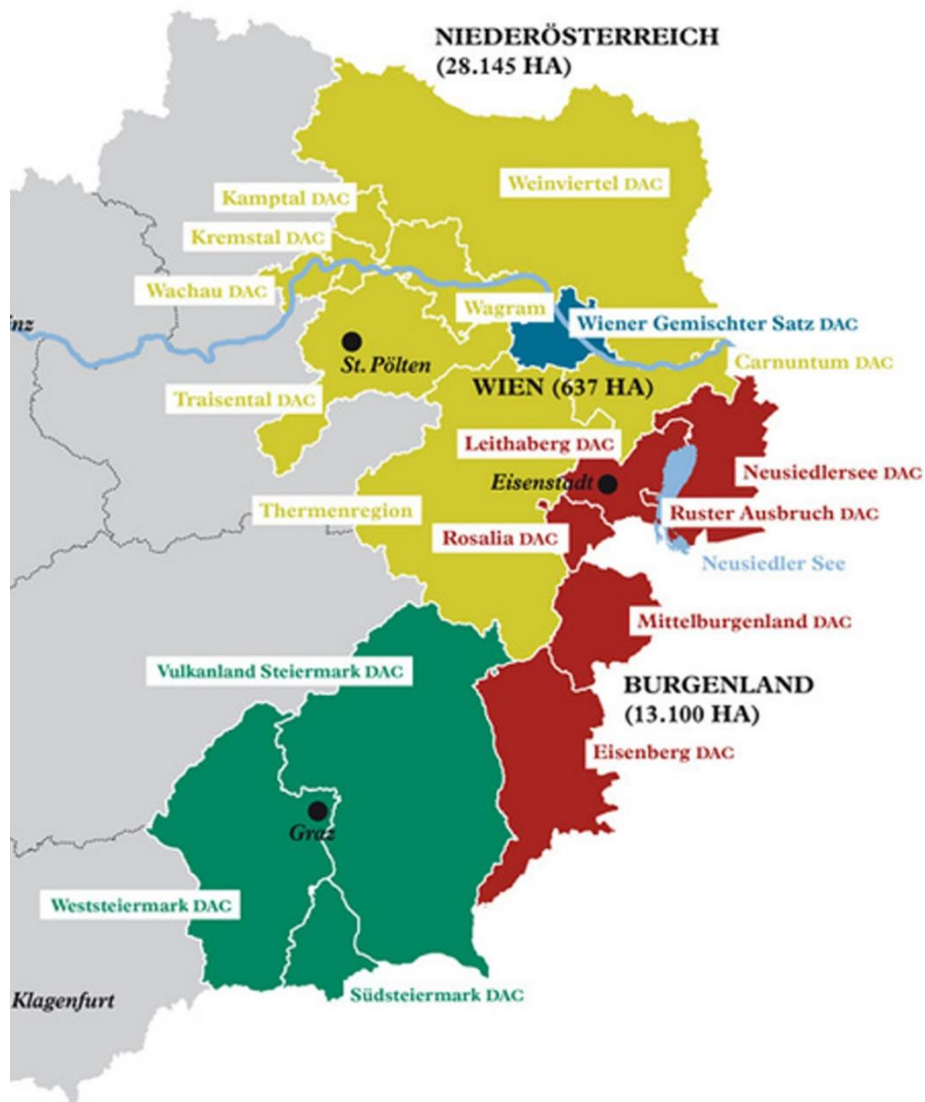 NIEDERÖSTERREICH
(28.145 HA)
Weinviertel DAC
Kamptal DAC
Kremstal DAC
Wachau DAC
Wagram
Wiener Gemischter Satz DAC
inz
St. Pölten
Carnuntum DAC
WIEN (637 HA)
Traisental DAC
Leithaberg DAC
Neusiedlersee DAC
Eisenstadt
Thermenregion
Ruster Ausbruch DAC
Rosalia DAC
Neusiedler See
Mittelburgenland DAC
Vulkanland Steiermark DAC
BURGENLAND
(13.100 HA)
Eisenberg DAC
Graz
Weststeiermark DAC
Südsteiermark DAC
Klagenfurt